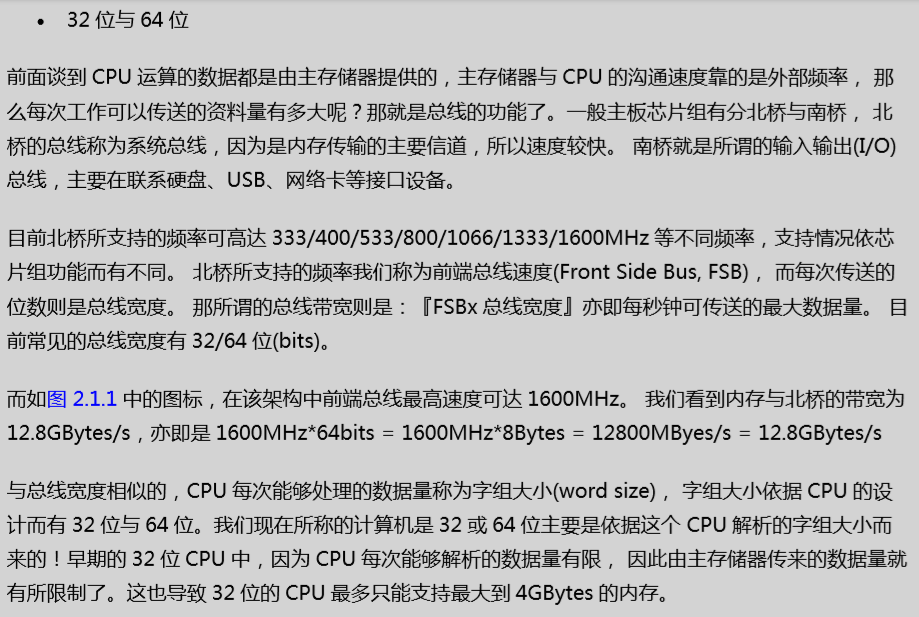 • 32 位与 64 位
前面谈到 CPU 运算的数据都是由主存储器提供的，主存储器与 CPU 的沟通速度靠的是外部频率， 那
么每次工作可以传送的资料量有多大呢？那就是总线的功能了。一般主板芯片组有分北桥与南桥， 北
桥的总线称为系统总线，因为是内存传输的主要信道，所以速度较快。 南桥就是所谓的输入输出(I/O)
总线，主要在联系硬盘、USB、网络卡等接口设备。
目前北桥所支持的频率可高达 333/400/533/800/1066/1333/1600MHz 等不同频率，支持情况依芯
片组功能而有不同。 北桥所支持的频率我们称为前端总线速度(Front Side Bus, FSB)， 而每次传送的
位数则是总线宽度。 那所谓的总线带宽则是：『FSBx 总线宽度』亦即每秒钟可传送的最大数据量。 目
前常见的总线宽度有 32/64 位(bits)。
而如图 2.1.1 中的图标，在该架构中前端总线最高速度可达 1600MHz。 我们看到内存与北桥的带宽为
12.8GBytes/s，亦即是 1600MHz*64bits = 1600MHz*8Bytes = 12800MByes/s = 12.8GBytes/s
与总线宽度相似的，CPU 每次能够处理的数据量称为字组大小(word size)， 字组大小依据 CPU 的设
计而有 32 位与 64 位。我们现在所称的计算机是 32 或 64 位主要是依据这个 CPU 解析的字组大小而
来的！早期的 32 位 CPU 中，因为 CPU 每次能够解析的数据量有限， 因此由主存储器传来的数据量就
有所限制了。这也导致 32 位的 CPU 最多只能支持最大到 4GBytes 的内存。